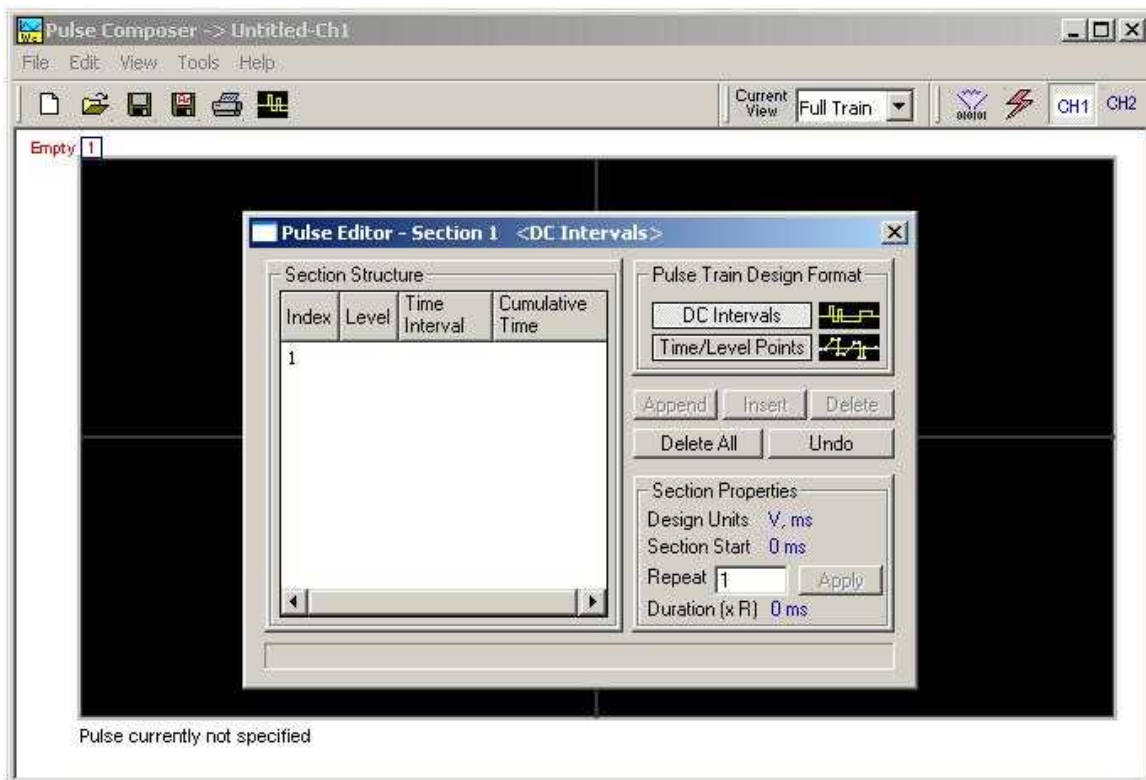 Pulse Composer -> Untitled-Ch1
File Edit View Tools Help
Current View Full Train CH1 CH2
Empty 1
Pulse Editor - Section 1 <DC Intervals>
Section Structure
Index Level Time Interval Cumulative Time
1
Pulse Train Design Format
DC Intervals
Time/Level Points
Append Insert Delete
Delete All Undo
Section Properties
Design Units V, ms
Section Start 0 ms
Repeat 1 Apply
Duration (x R) 0 ms
Pulse currently not specified